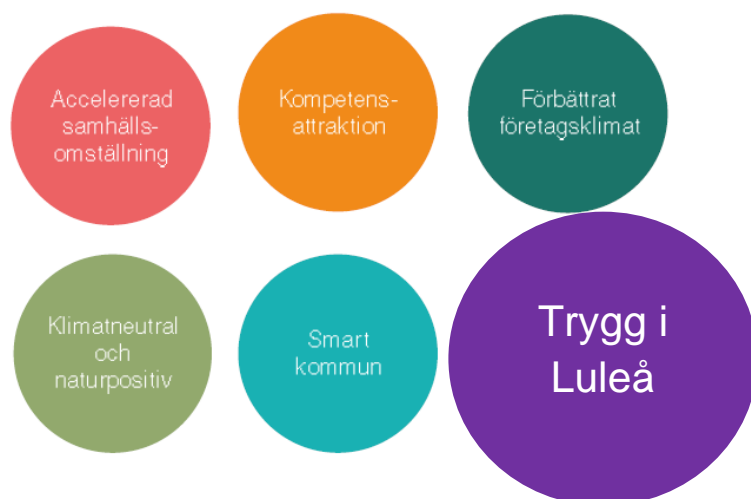 Accelererad
samhälls-
omställning
Kompetens-
attraktion
Förbättrat
företagsklimat
Klimatneutral
och
naturpositiv
Smart
kommun
Trygg i
Luleå